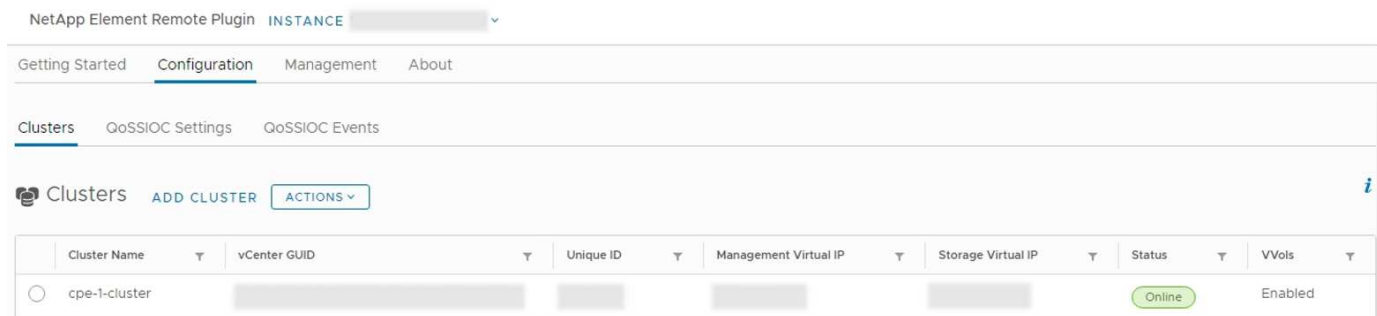 NetApp Element Remote Plugin INSTANCE
Getting Started Configuration Management About
Clusters QoSSIOC Settings QoSSIOC Events
Clusters ADD CLUSTER ACTIONS
i
Cluster Name vCenter GUID Unique ID Management Virtual IP Storage Virtual IP Status VVols
cpe-1-cluster Online Enabled